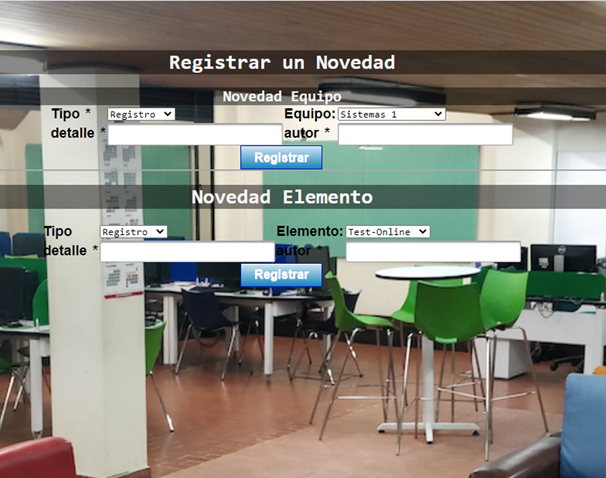 Registrar un Novedad
Novedad Equipo
Tipo * Registro Equipo: Sistemas 1
detalle * autor *
Registrar
Novedad Elemento
Tipo Registro Elemento: Test-Online
detalle * autor *
Registrar